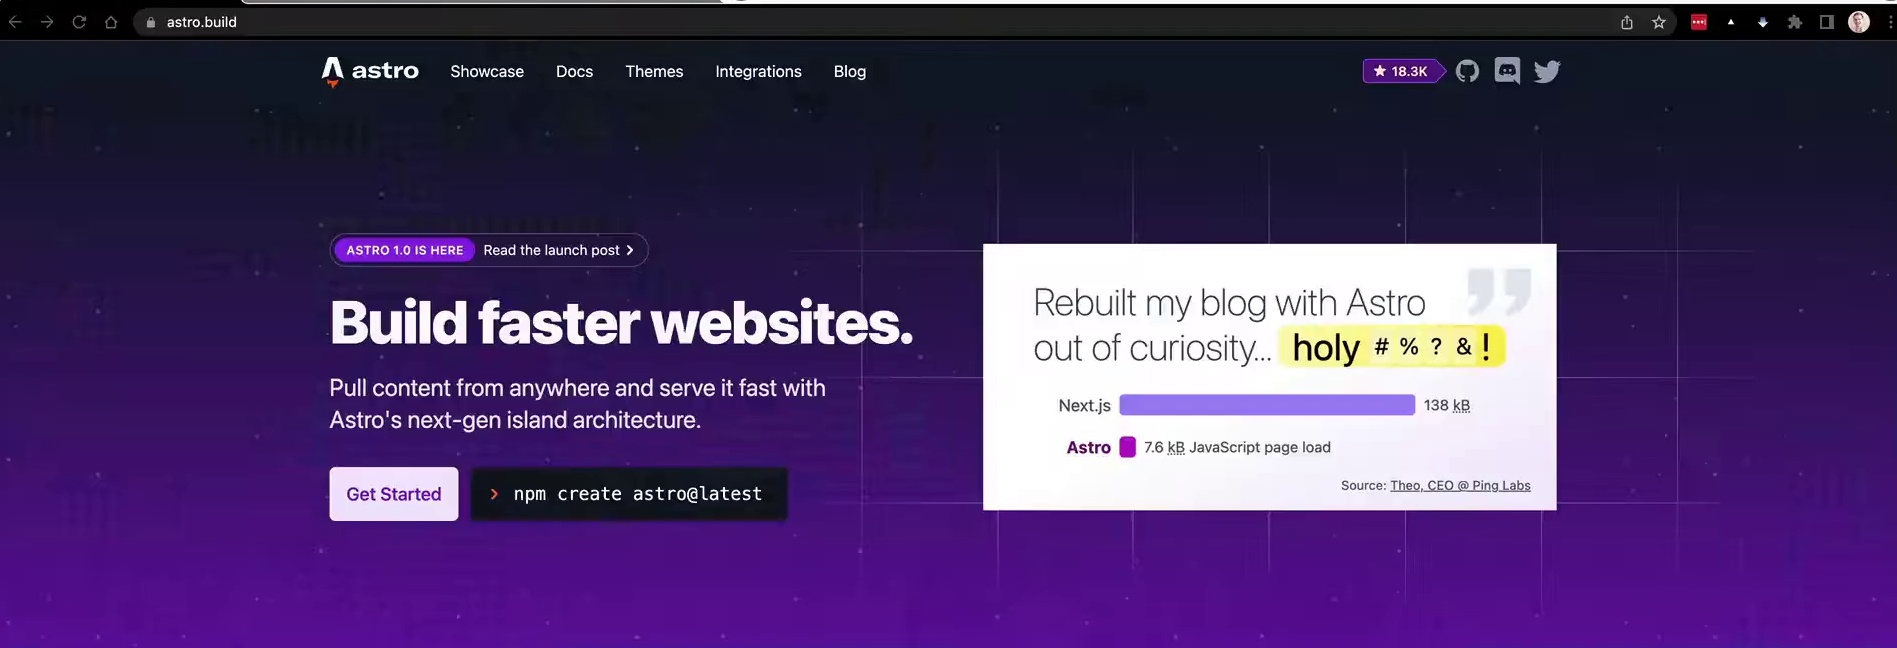 astro.build
astro Showcase Docs Themes Integrations Blog
★ 18.3K
ASTRO 1.0 IS HERE Read the launch post >
Build faster websites.
Pull content from anywhere and serve it fast with
Astro's next-gen island architecture.
Get Started
> npm create astro@latest
”
Rebuilt my blog with Astro
out of curiosity... holy # % ? & !
Next.js 138 kB
Astro 7.6 kB JavaScript page load
Source: Theo, CEO @ Ping Labs